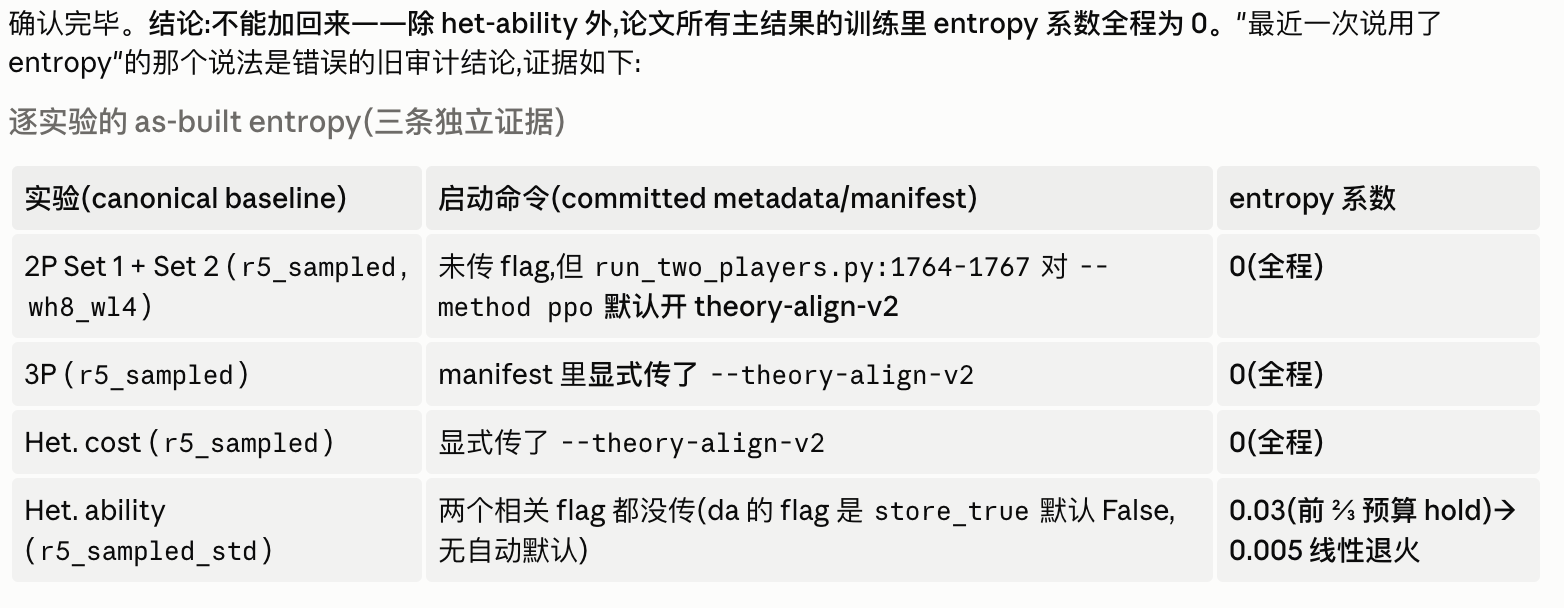 确认完毕。结论:不能加回来——除 het-ability 外,论文所有主结果的训练里 entropy 系数全程为 0。"最近一次说用了
entropy"的那个说法是错误的旧审计结论,证据如下:
逐实验的 as-built entropy(三条独立证据)
实验(canonical baseline)
启动命令(committed metadata/manifest)
entropy 系数
2P Set 1 + Set 2 (r5_sampled,
wh8_wl4)
未传 flag,但 run_two_players.py:1764-1767 对 --
method ppo 默认开 theory-align-v2
0(全程)
3P (r5_sampled)
manifest 里显式传了 --theory-align-v2
0(全程)
Het. cost (r5_sampled)
显式传了 --theory-align-v2
0(全程)
Het. ability
(r5_sampled_std)
两个相关 flag 都没传(da 的 flag 是 store_true 默认 False,
无自动默认)
0.03(前 ⅔ 预算 hold)→
0.005 线性退火